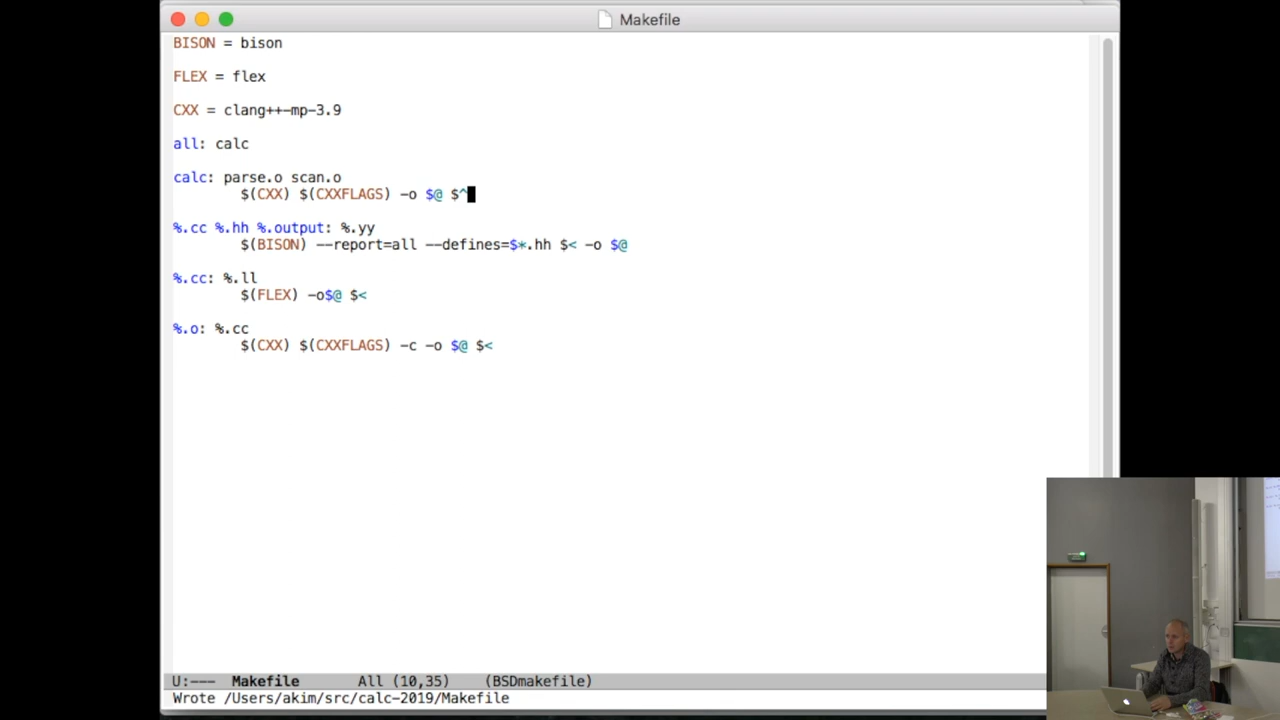 Makefile
BISON = bison
FLEX = flex
CXX = clang++-mp-3.9
all: calc
calc: parse.o scan.o
$(CXX) $(CXXFLAGS) -o $@ $^
%.cc %.hh %.output: %.yy
$(BISON) --report=all --defines=$*.hh $< -o $@
%.cc: %.ll
$(FLEX) -o$@ $<
%.o: %.cc
$(CXX) $(CXXFLAGS) -c -o $@ $<
U:--- Makefile All (10,35) (BSDmakefile)
Wrote /Users/akim/src/calc-2019/Makefile